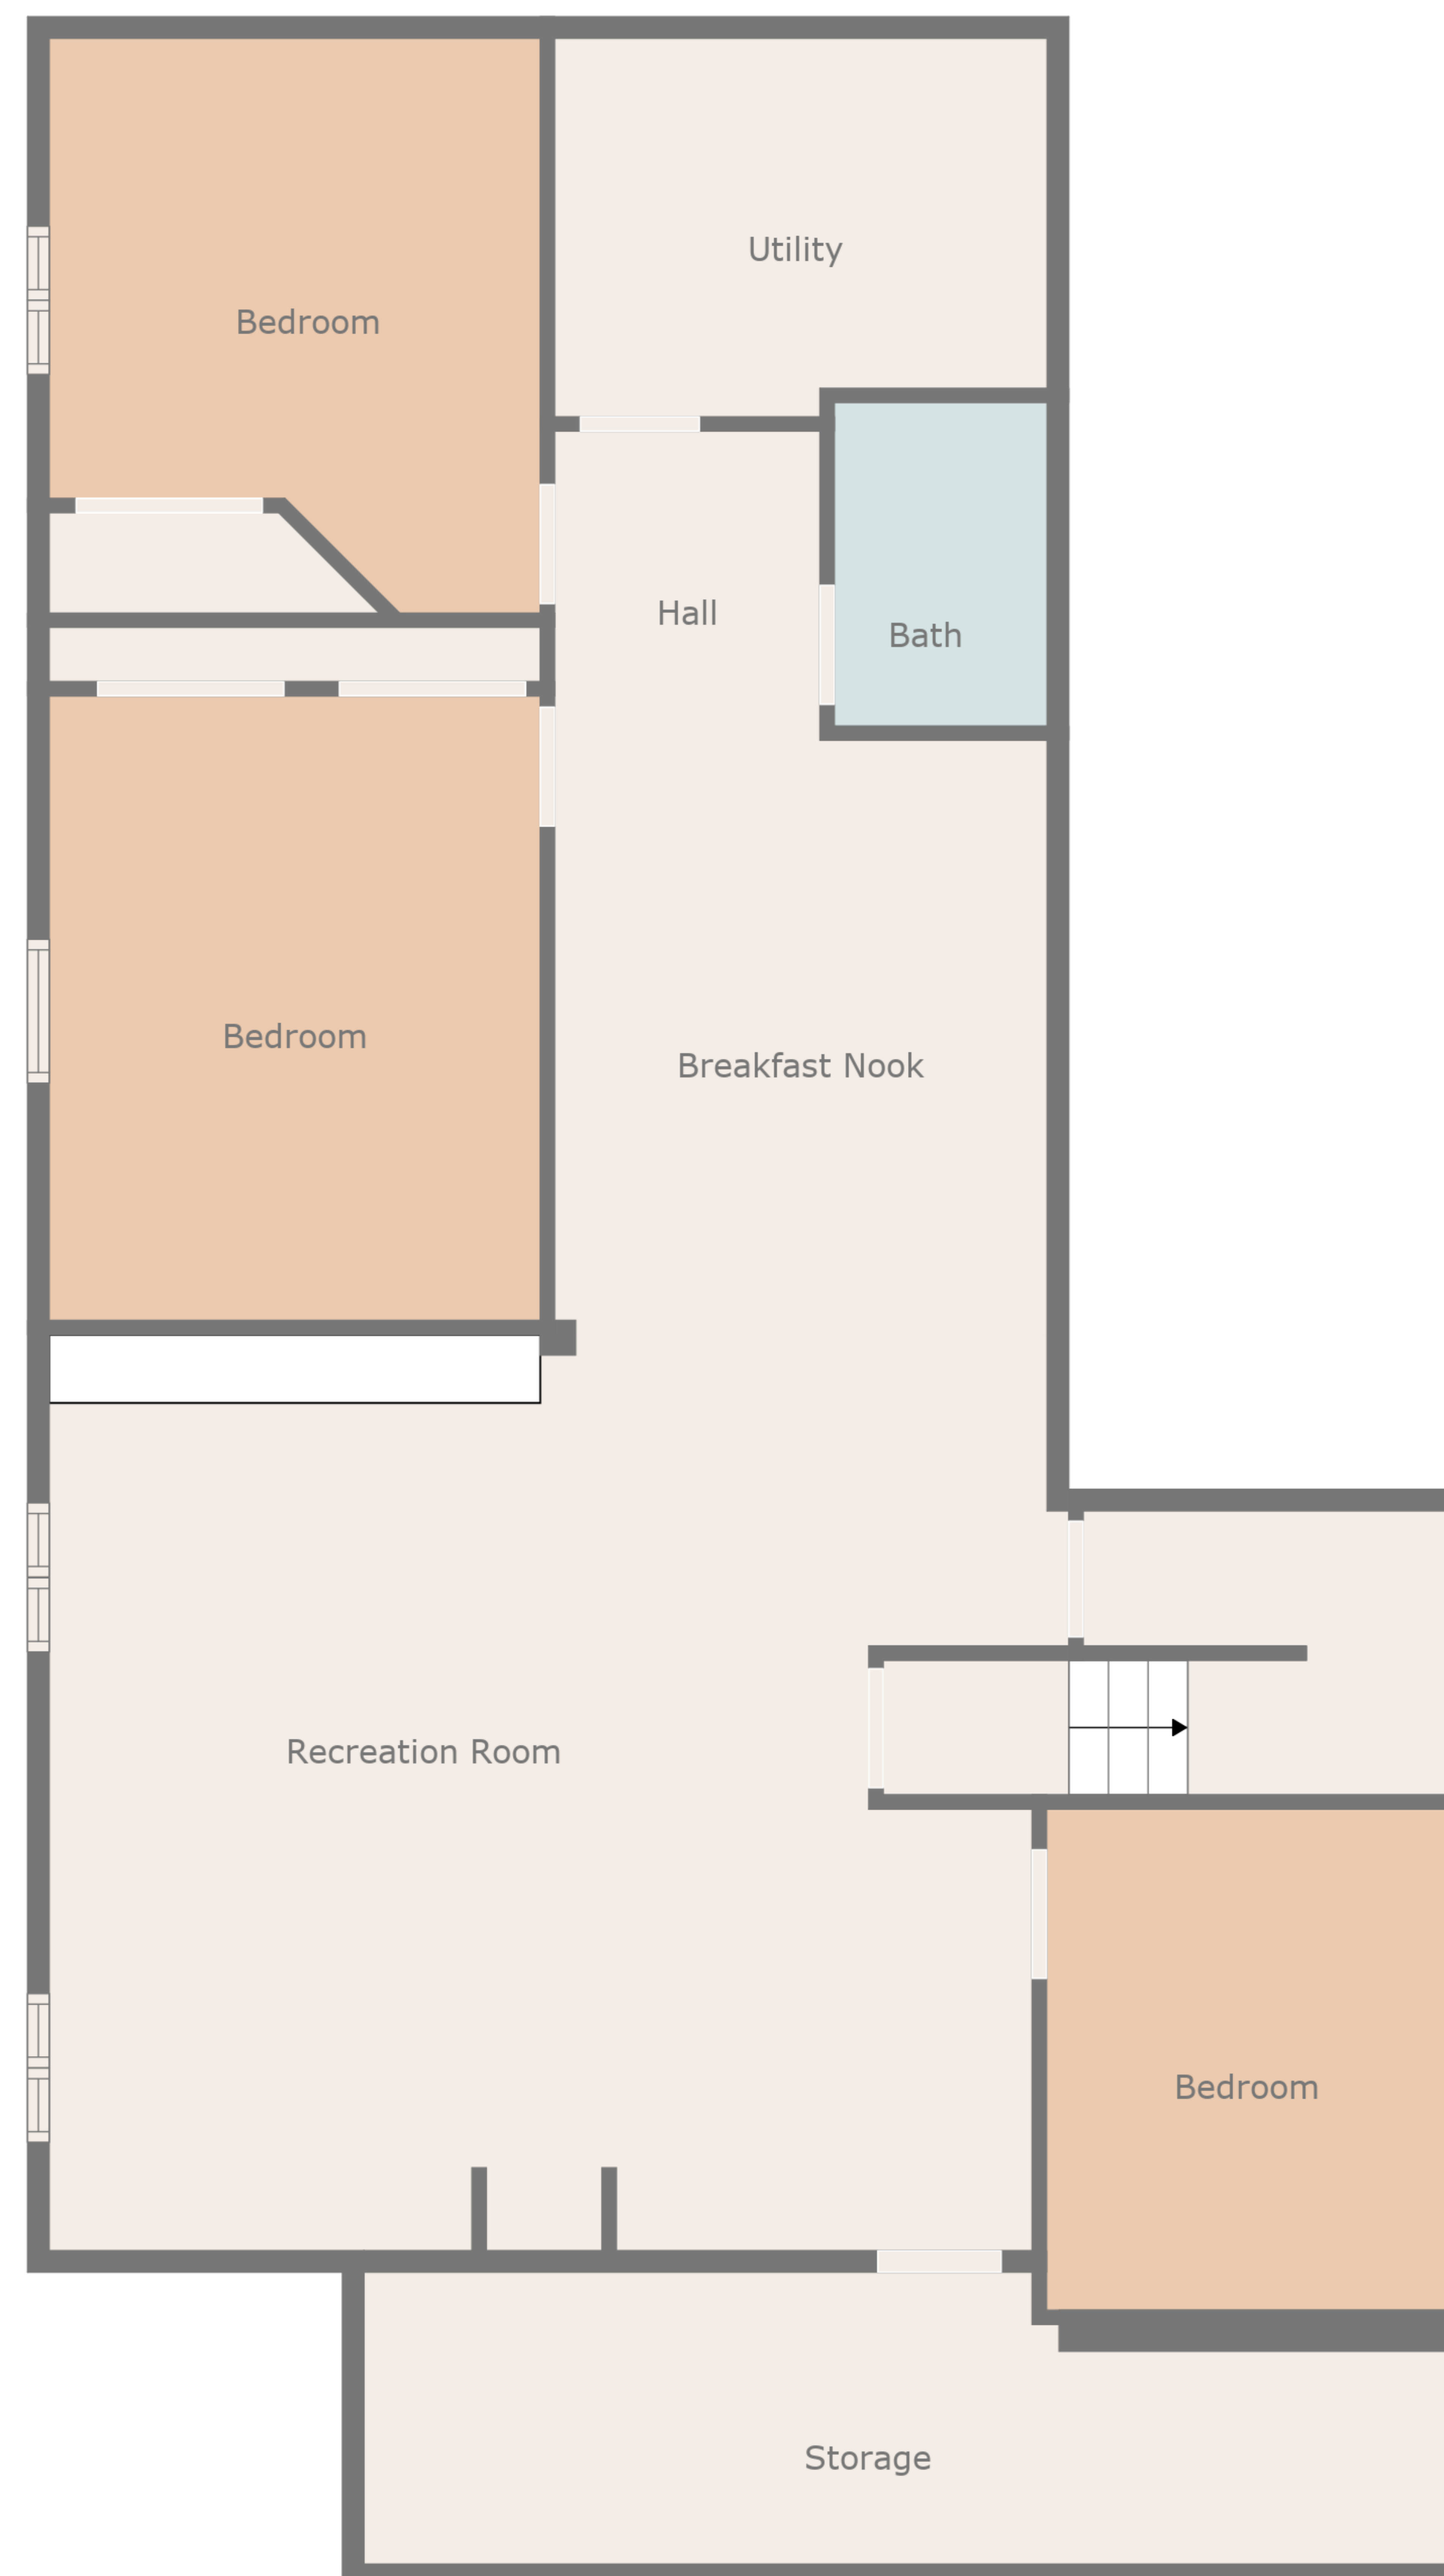 Utility
Bedroom
Hall
Bath
Bedroom
Breakfast Nook
Recreation Room
Bedroom
Storage